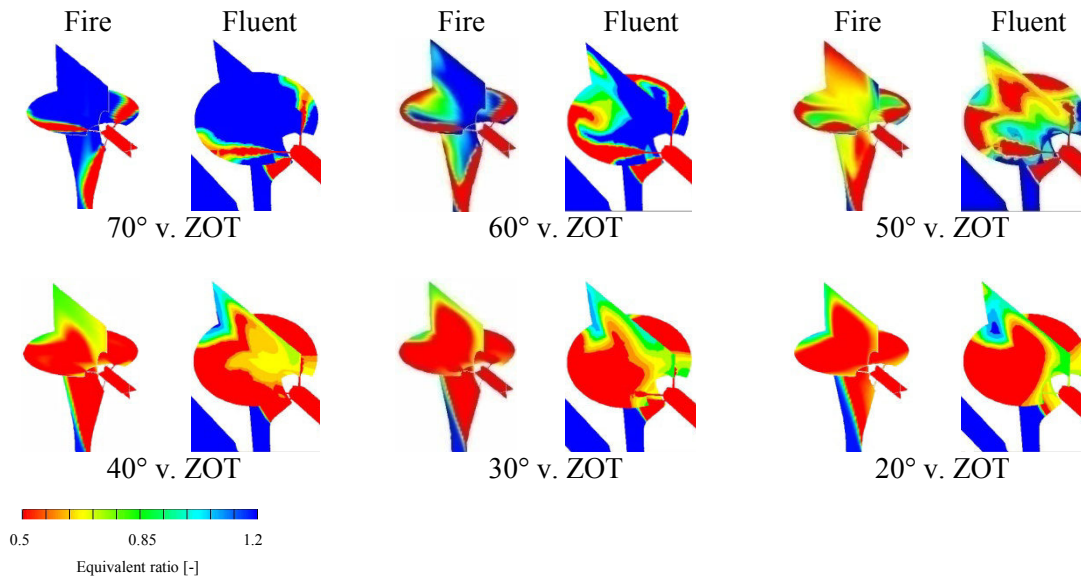 Fire Fluent Fire Fluent Fire Fluent
70° v. ZOT 60° v. ZOT 50° v. ZOT
40° v. ZOT 30° v. ZOT 20° v. ZOT
0.5 0.85 1.2
Equivalent ratio [-]